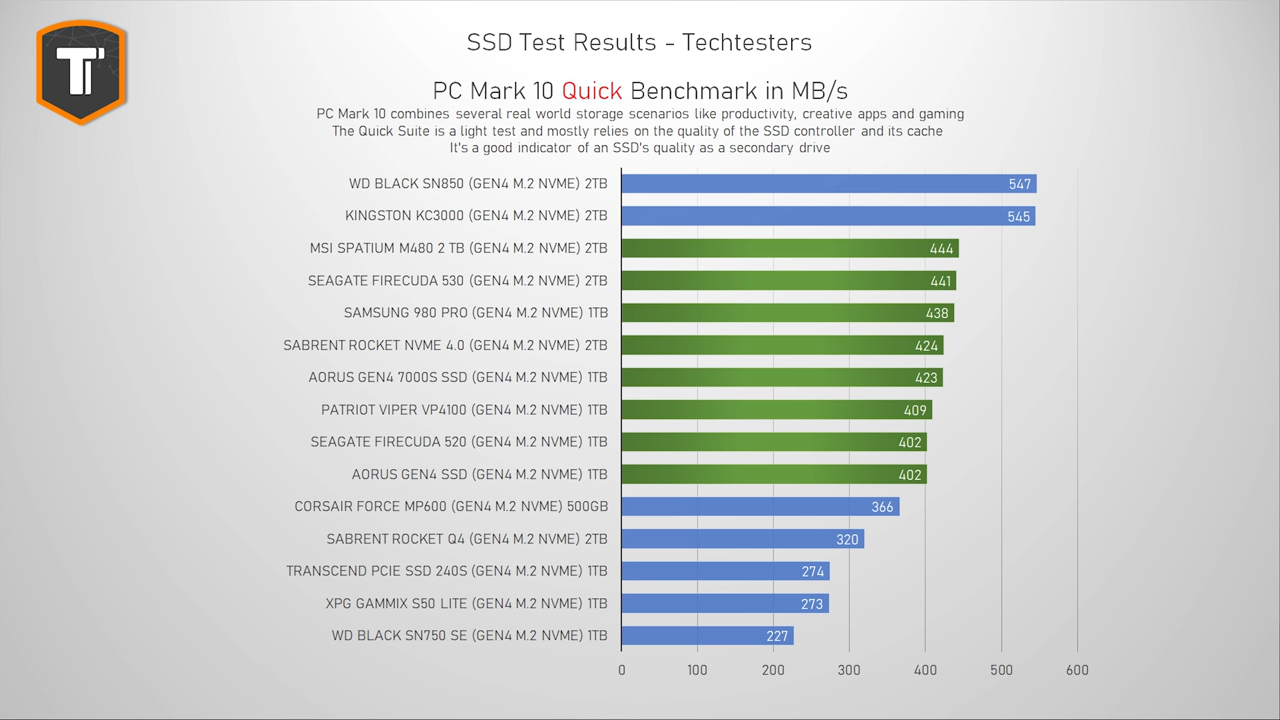 SSD Test Results - Techtesters
PC Mark 10 Quick Benchmark in MB/s
PC Mark 10 combines several real world storage scenarios like productivity, creative apps and gaming
The Quick Suite is a light test and mostly relies on the quality of the SSD controller and its cache
It's a good indicator of an SSD's quality as a secondary drive
WD BLACK SN850 (GEN4 M.2 NVME) 2TB 547
KINGSTON KC3000 (GEN4 M.2 NVME) 2TB 545
MSI SPATIUM M480 2 TB (GEN4 M.2 NVME) 2TB 444
SEAGATE FIRECUDA 530 (GEN4 M.2 NVME) 2TB 441
SAMSUNG 980 PRO (GEN4 M.2 NVME) 1TB 438
SABRENT ROCKET NVME 4.0 (GEN4 M.2 NVME) 2TB 424
AORUS GEN4 7000S SSD (GEN4 M.2 NVME) 1TB 423
PATRIOT VIPER VP4100 (GEN4 M.2 NVME) 1TB 409
SEAGATE FIRECUDA 520 (GEN4 M.2 NVME) 1TB 402
AORUS GEN4 SSD (GEN4 M.2 NVME) 1TB 402
CORSAIR FORCE MP600 (GEN4 M.2 NVME) 500GB 366
SABRENT ROCKET Q4 (GEN4 M.2 NVME) 2TB 320
TRANSCEND PCIE SSD 240S (GEN4 M.2 NVME) 1TB 274
XPG GAMMIX S50 LITE (GEN4 M.2 NVME) 1TB 273
WD BLACK SN750 SE (GEN4 M.2 NVME) 1TB 227
0 100 200 300 400 500 600